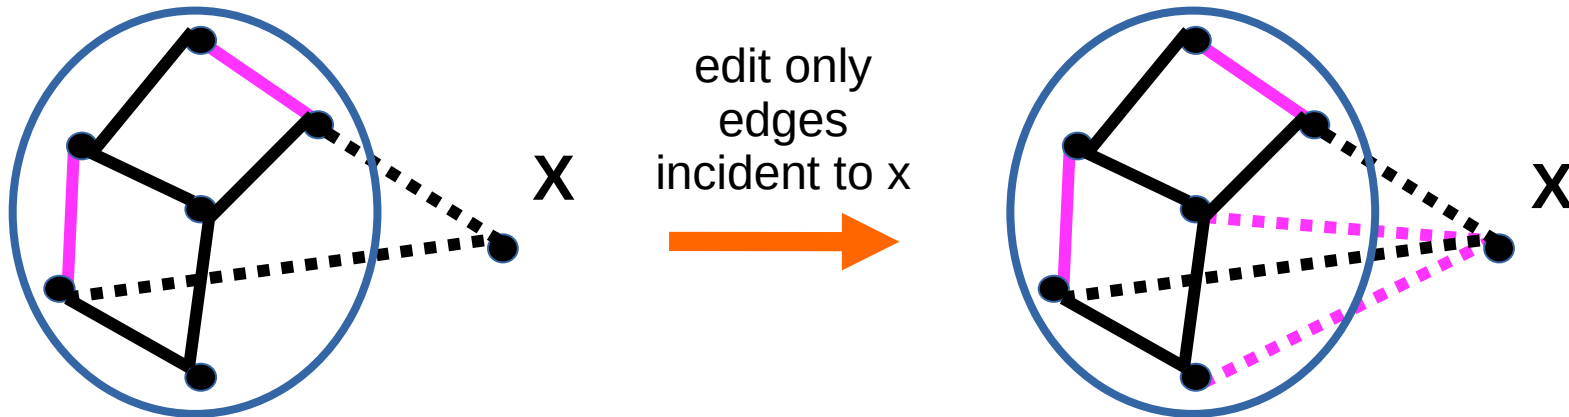 edit only
edges
incident to x
X
X